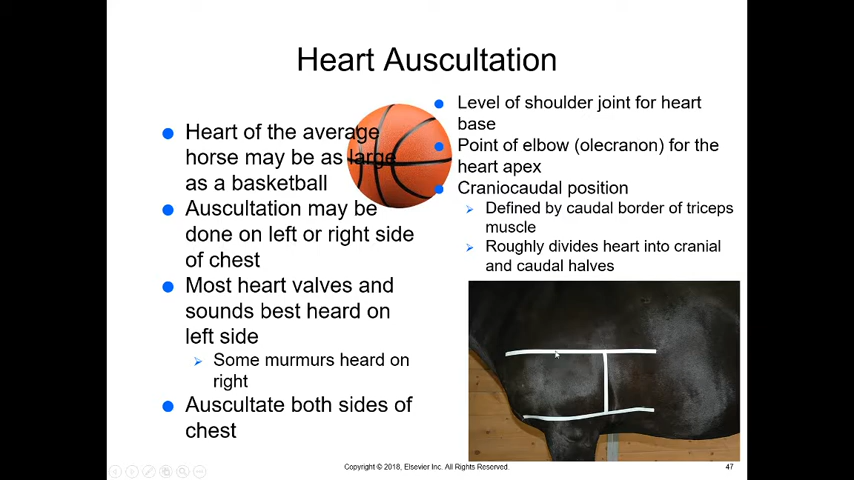 Heart Auscultation
Heart of the average
horse may be as large
as a basketball
Auscultation may be
done on left or right side
of chest
Most heart valves and
sounds best heard on
left side
Some murmurs heard on
right
Auscultate both sides of
chest
Level of shoulder joint for heart
base
Point of elbow (olecranon) for the
heart apex
Craniocaudal position
Defined by caudal border of triceps
muscle
Roughly divides heart into cranial
and caudal halves
Copyright © 2018, Elsevier Inc. All Rights Reserved.
47